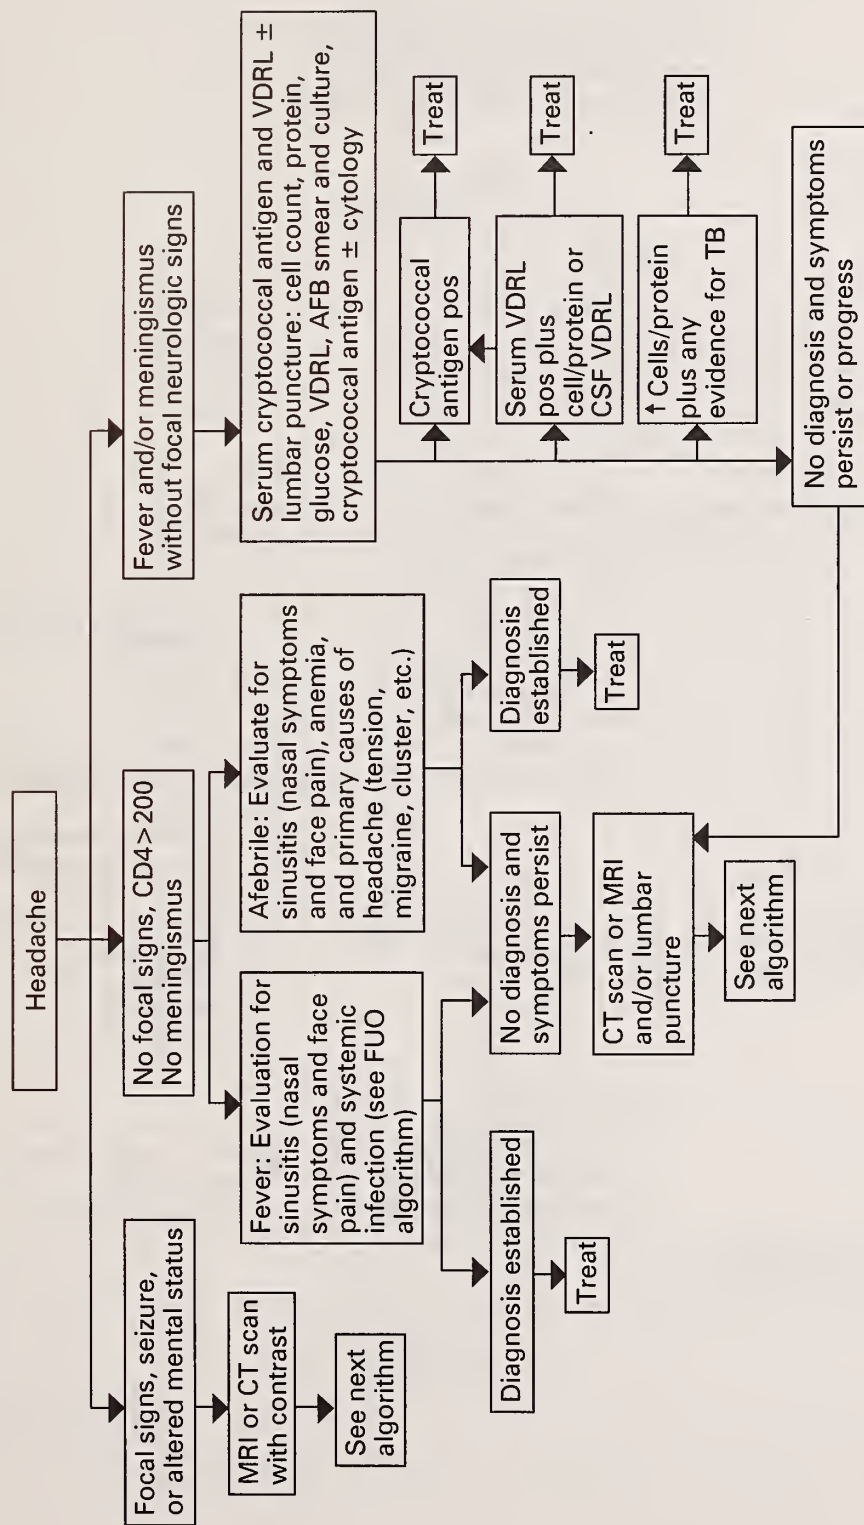 Headache
Focal signs, seizure,
or altered mental status
MRI or CT scan
with contrast
See next
algorithm
No focal signs, CD4>200
No meningismus
Fever: Evaluation for
sinusitis (nasal
symptoms and face
pain) and systemic
infection (see FUO
algorithm)
Afebrile: Evaluate for
sinusitis (nasal symptoms
and face pain), anemia,
and primary causes of
headache (tension,
migraine, cluster, etc.)
Diagnosis established
Treat
No diagnosis and
symptoms persist
Diagnosis
established
Treat
CT scan or MRI
and/or lumbar
puncture
See next
algorithm
Fever and/or meningismus
without focal neurologic signs
Serum cryptococcal antigen and VDRL ±
lumbar puncture: cell count, protein,
glucose, VDRL, AFB smear and culture,
cryptococcal antigen ± cytology
Cryptococcal
antigen pos
Treat
Serum VDRL
pos plus
cell/protein or
CSF VDRL
Treat
↑ Cells/protein
plus any
evidence for TB
Treat
No diagnosis and symptoms
persist or progress